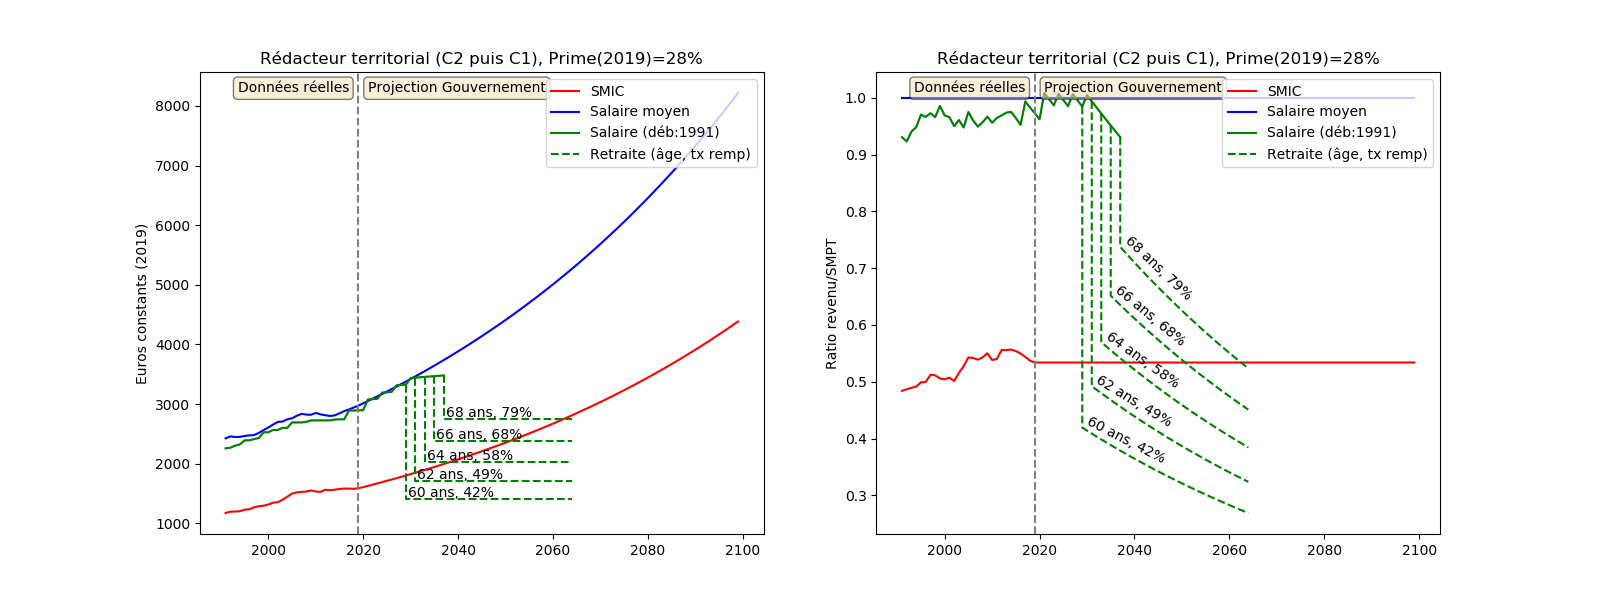 Rédacteur territorial (C2 puis C1), Prime(2019)=28%
Données réelles
Projection Gouvernement
SMIC
Salaire moyen
Salaire (déb:1991)
Retraite (âge, tx remp)
Euros constants (2019)
8000
7000
6000
5000
4000
3000
2000
1000
68 ans, 79%
66 ans, 68%
64 ans, 58%
62 ans, 49%
60 ans, 42%
2000
2020
2040
2060
2080
2100
Rédacteur territorial (C2 puis C1), Prime(2019)=28%
Données réelles
Projection Gouvernement
SMIC
Salaire moyen
Salaire (déb:1991)
Retraite (âge, tx remp)
Ratio revenu/SMPT
1.0
0.9
0.8
0.7
0.6
0.5
0.4
0.3
68 ans, 79%
66 ans, 68%
64 ans, 58%
62 ans, 49%
60 ans, 42%
2000
2020
2040
2060
2080
2100